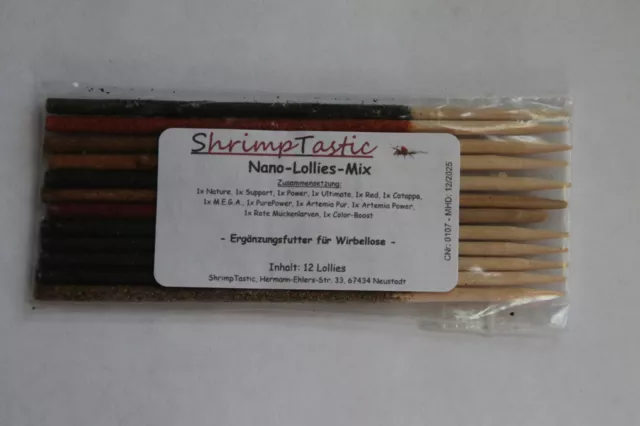 ShrimpTastic
Nano-Lollies-Mix
Zusammensetzung:
1x Nature, 1x Support, 1x Power, 1x Ultimate, 1x Red, 1x Catappa,
1x M.E.G.A., 1x PurePower, 1x Artemia Pur, 1x Artemia Power,
1x Rote Mückenlarven, 1x Color-Boost
- Ergänzungsfutter für Wirbellose -
Inhalt: 12 Lollies
ShrimpTastic, Hermann-Ehlers-Str. 33, 67434 Neustadt
CNr.: 0107 - MHD: 12/2025